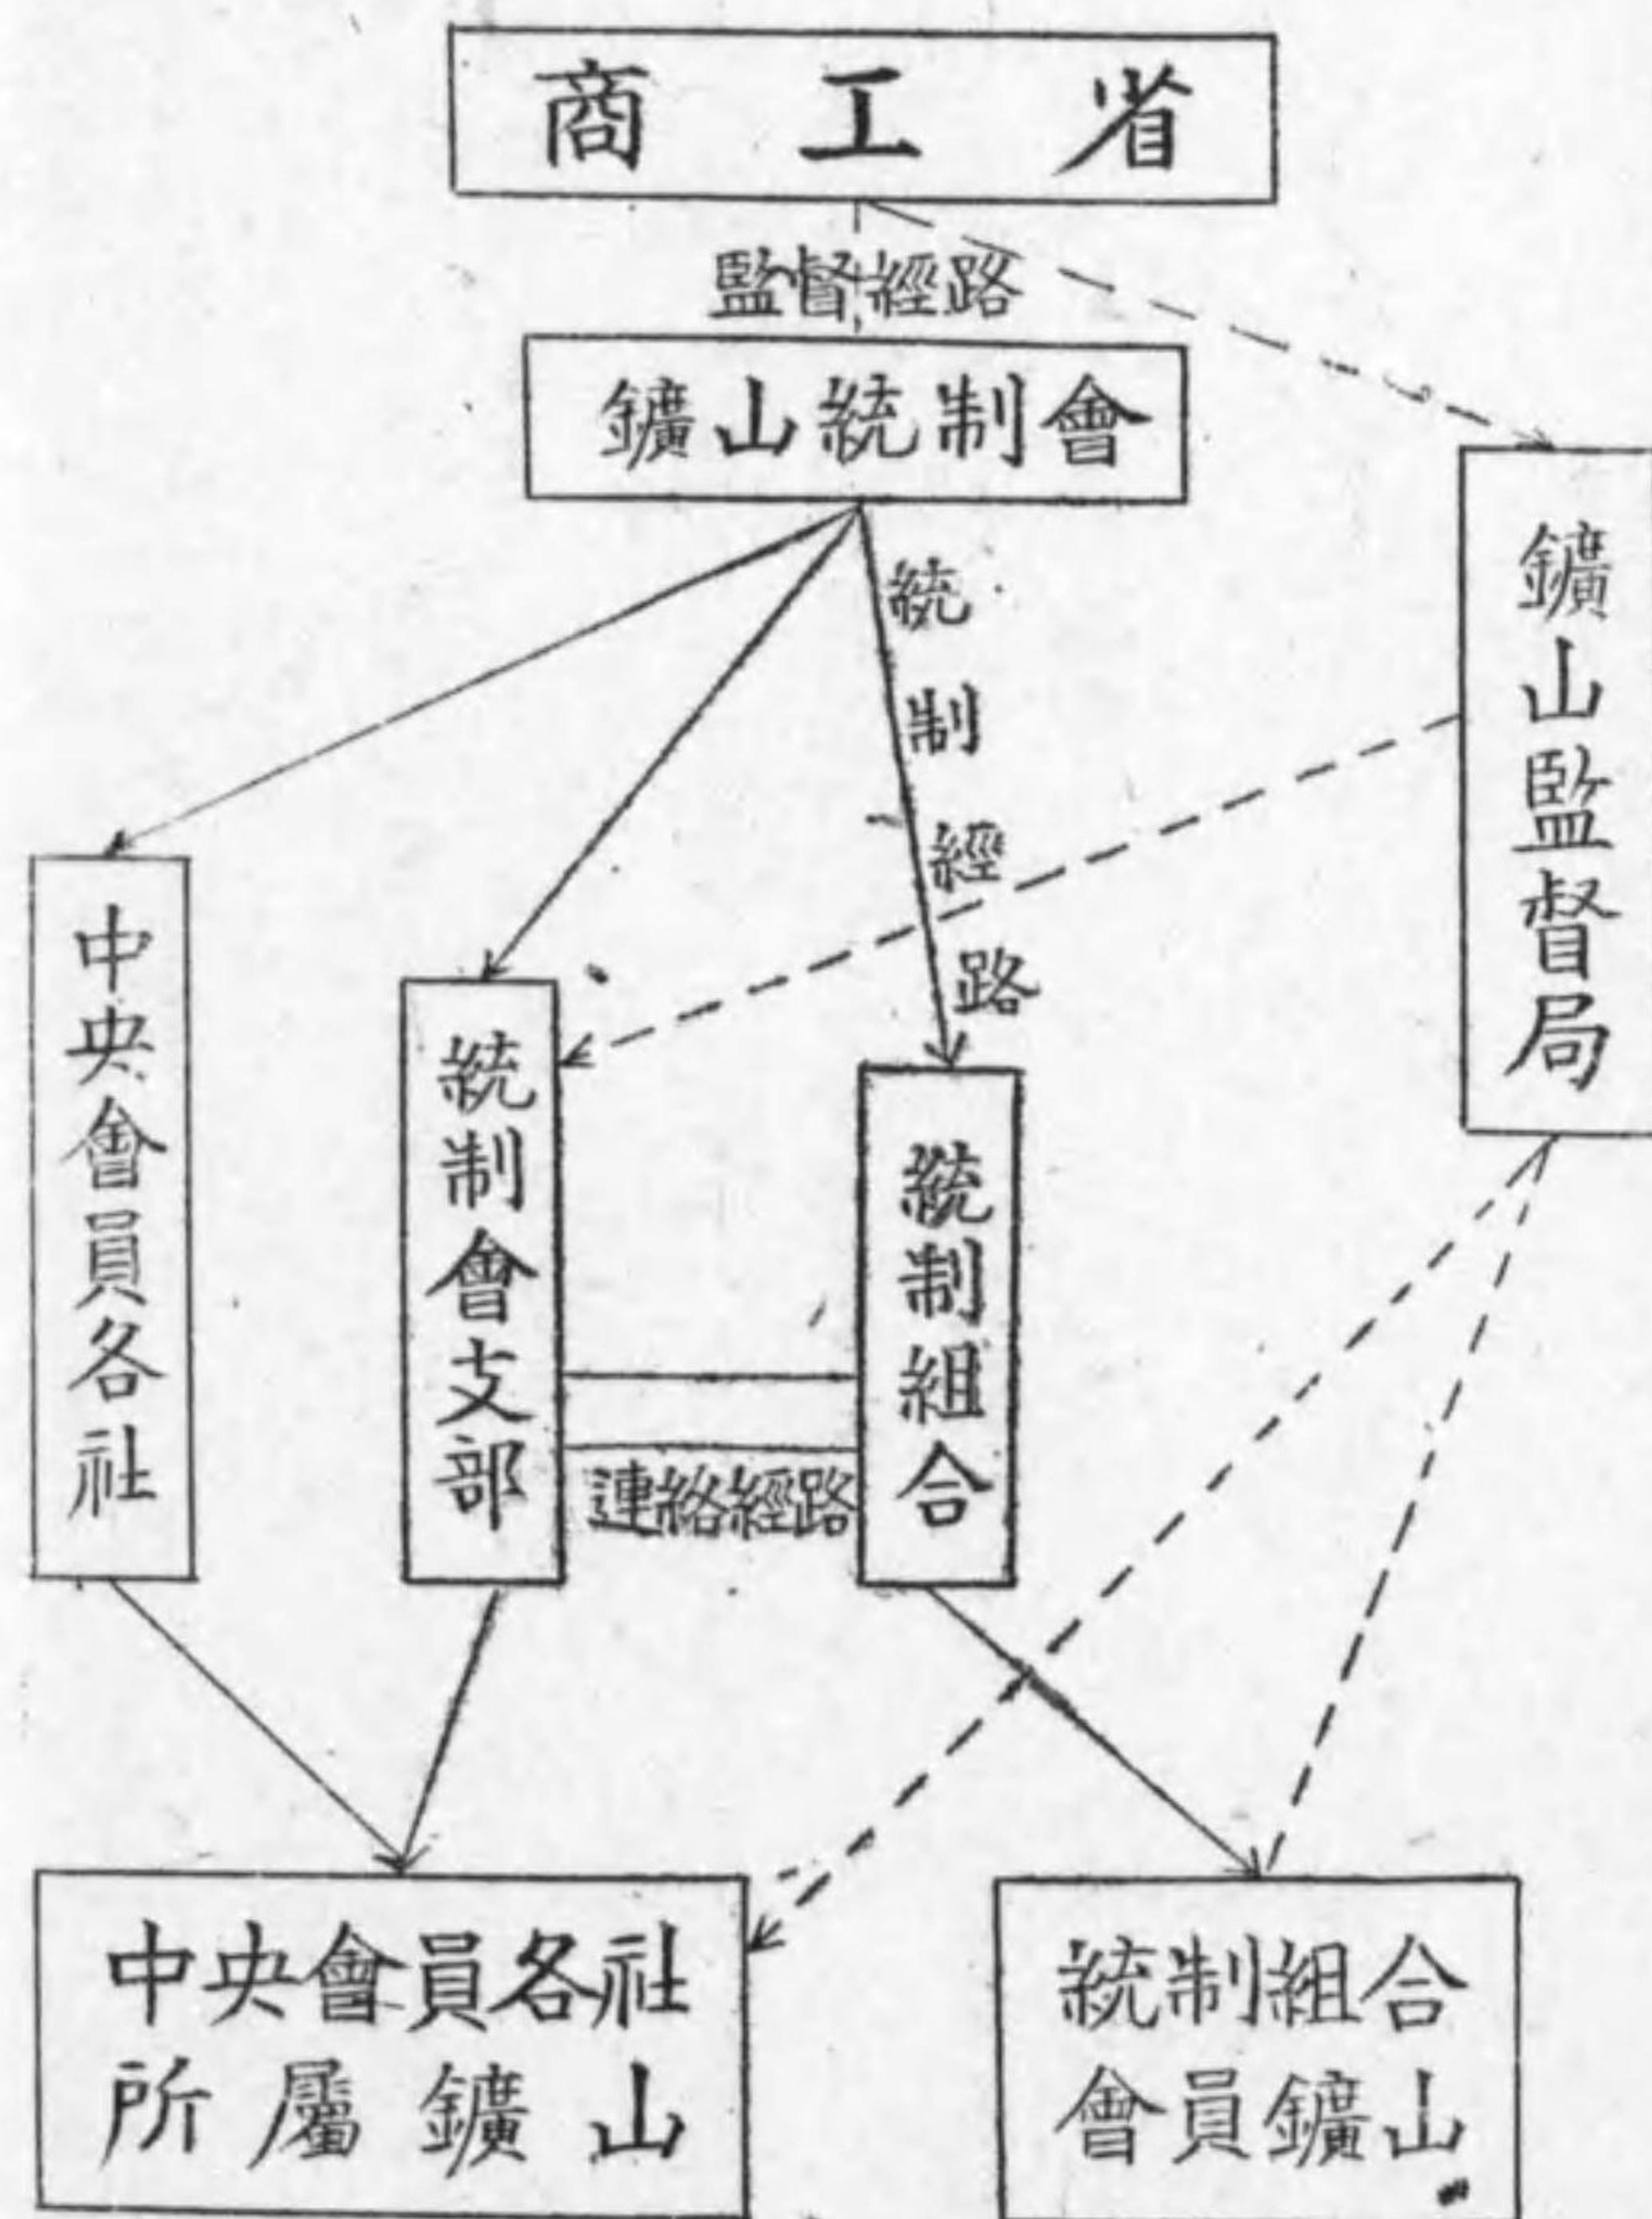 商工省
監督經路
鑛山統制會
統制經路
鑛山監督局
中央會員各社
統制會支部
統制組合
連絡經路
中央會員各社
所屬鑛山
統制組合
會員鑛山